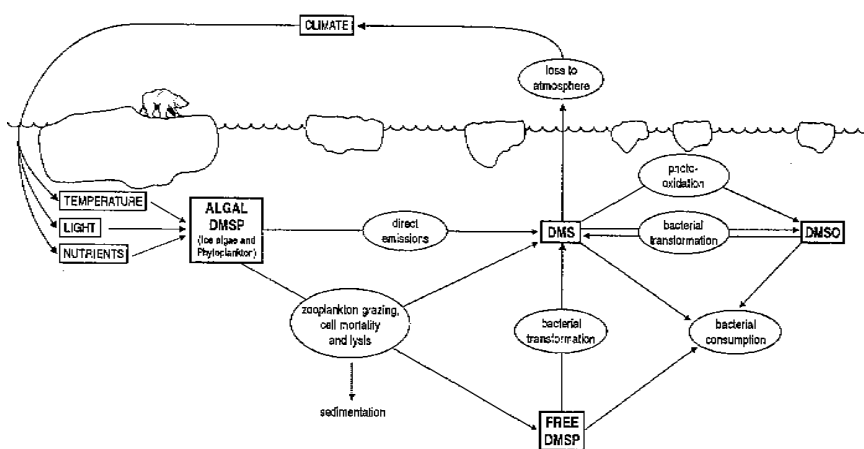 CLIMATE
loss to
atmosphere
TEMPERATURE
LIGHT
NUTRIENTS
ALGAL
DMSP
(Ice algae and
Phytoplankton)
direct
emissions
DMS
photo-
oxidation
bacterial
transformation
DMSO
zooplankton grazing,
cell mortality
and lysis
bacterial
transformation
bacterial
consumption
sedimentation
FREE
DMSP